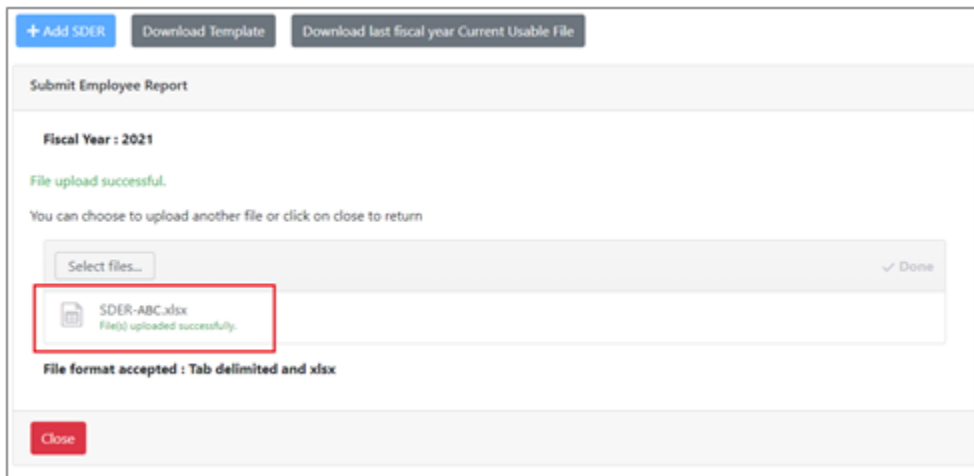 + Add SDER Download Template Download last fiscal year Current Usable File
Submit Employee Report
Fiscal Year : 2021
File upload successful.
You can choose to upload another file or click on close to return
Select files... ✓ Done
SDER-ABC.xlsx
File(s) uploaded successfully.
File format accepted : Tab delimited and xlsx
Close